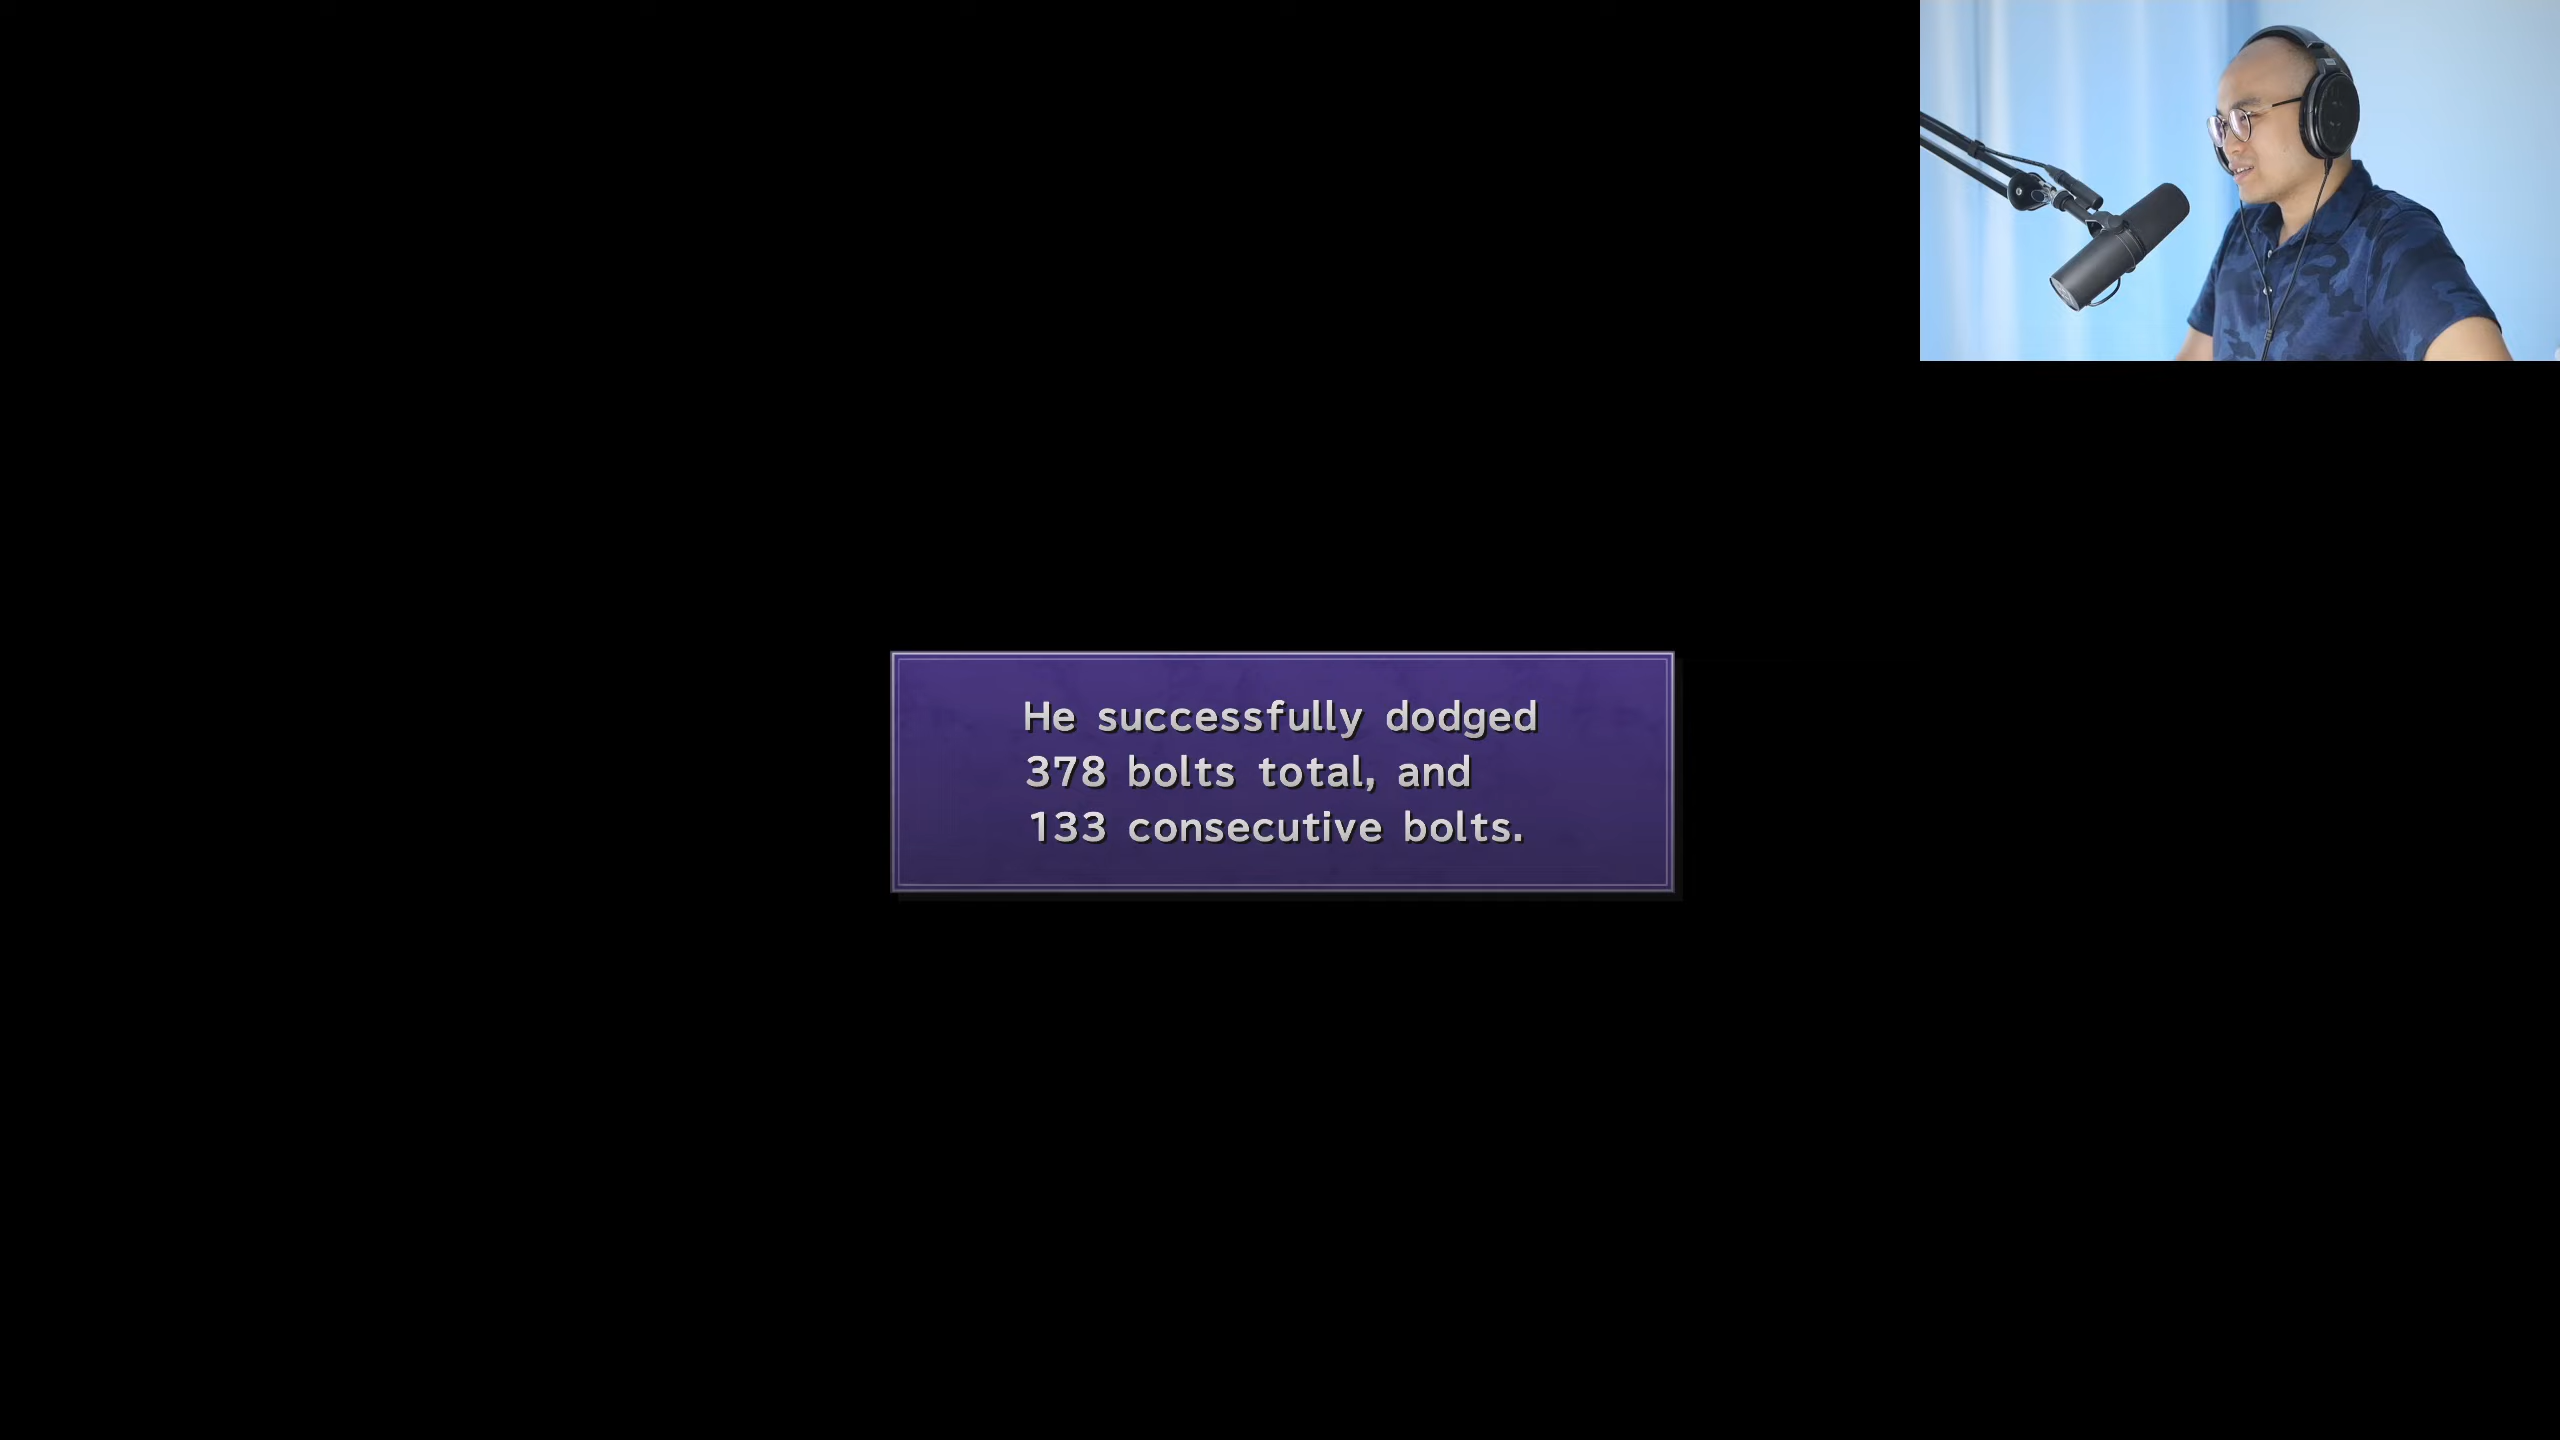 He successfully dodged
378 bolts total, and
133 consecutive bolts.